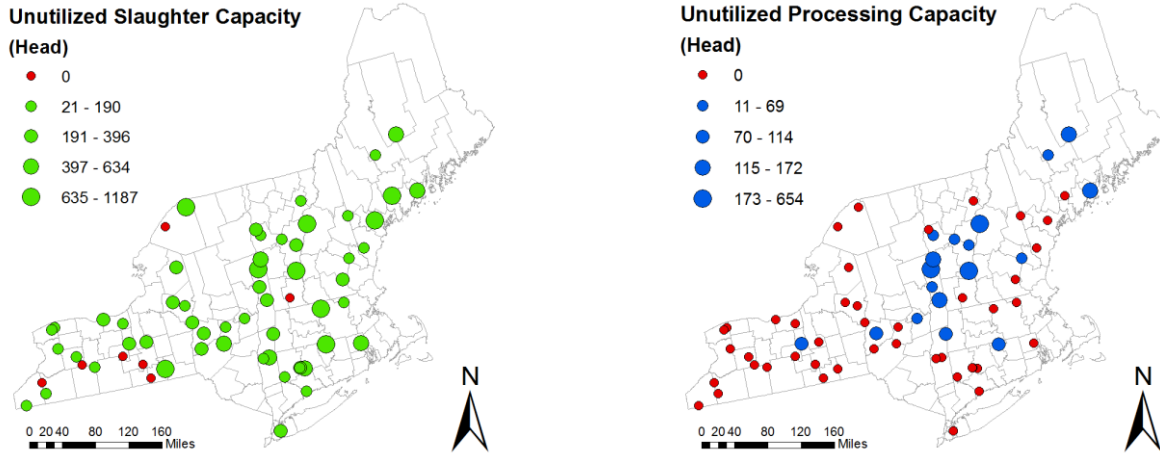 Unutilized Slaughter Capacity
(Head)
0
21 - 190
191 - 396
397 - 634
635 - 1187
N
0 20 40 80 120 160
Miles
Unutilized Processing Capacity
(Head)
0
11 - 69
70 - 114
115 - 172
173 - 654
N
0 20 40 80 120 160
Miles